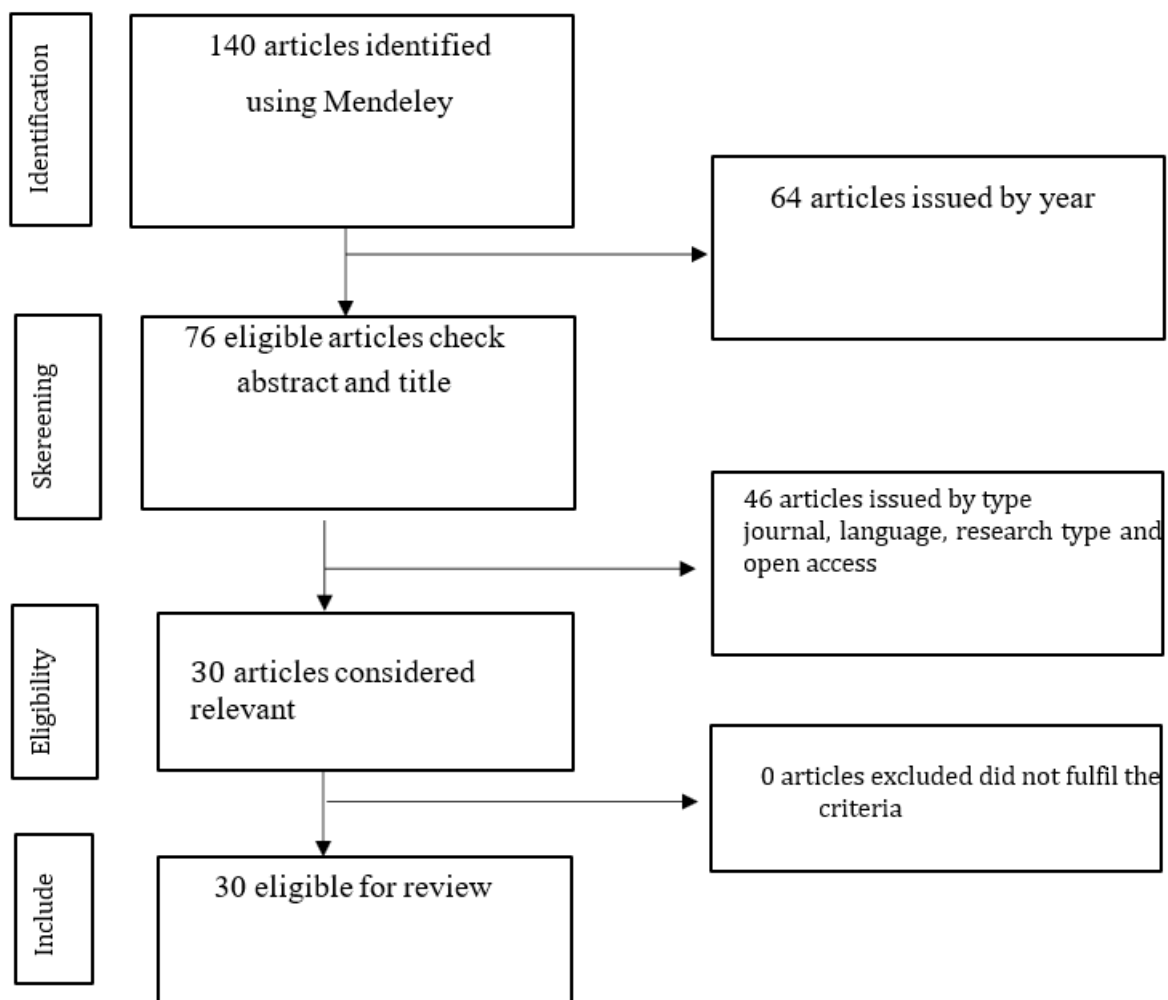 Identification
140 articles identified
using Mendeley
64 articles issued by year
Skereening
76 eligible articles check
abstract and title
46 articles issued by type
journal, language, research type and
open access
Eligibility
30 articles considered
relevant
0 articles excluded did not fulfil the
criteria
Include
30 eligible for review